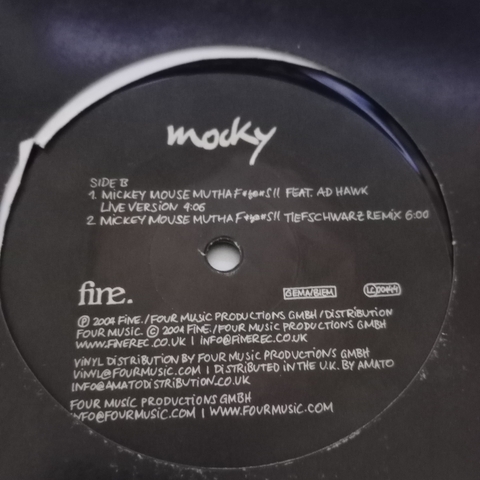 mocky
SIDE B
1. MICKEY MOUSE MUTHAF*$@#S!! FEAT. AD HAWK
LIVE VERSION 4:06
2. MICKEY MOUSE MUTHAF*$@#S!! TIEFSCHWARZ REMIX 6:00
fine.
GEMA/BIEM
℗ 2004 FINE. / FOUR MUSIC PRODUCTIONS GMBH / DISTRIBUTION
FOUR MUSIC. © 2004 FINE. / FOUR MUSIC PRODUCTIONS GMBH
WWW.FINEREC.CO.UK | INFO@FINEREC.CO.UK
VINYL DISTRIBUTION BY FOUR MUSIC PRODUCTIONS GMBH
VINYL@FOURMUSIC.COM | DISTRIBUTED IN THE U.K. BY AMATO
INFO@AMATODISTRIBUTION.CO.UK
FOUR MUSIC PRODUCTIONS GMBH
INFO@FOURMUSIC.COM | WWW.FOURMUSIC.COM